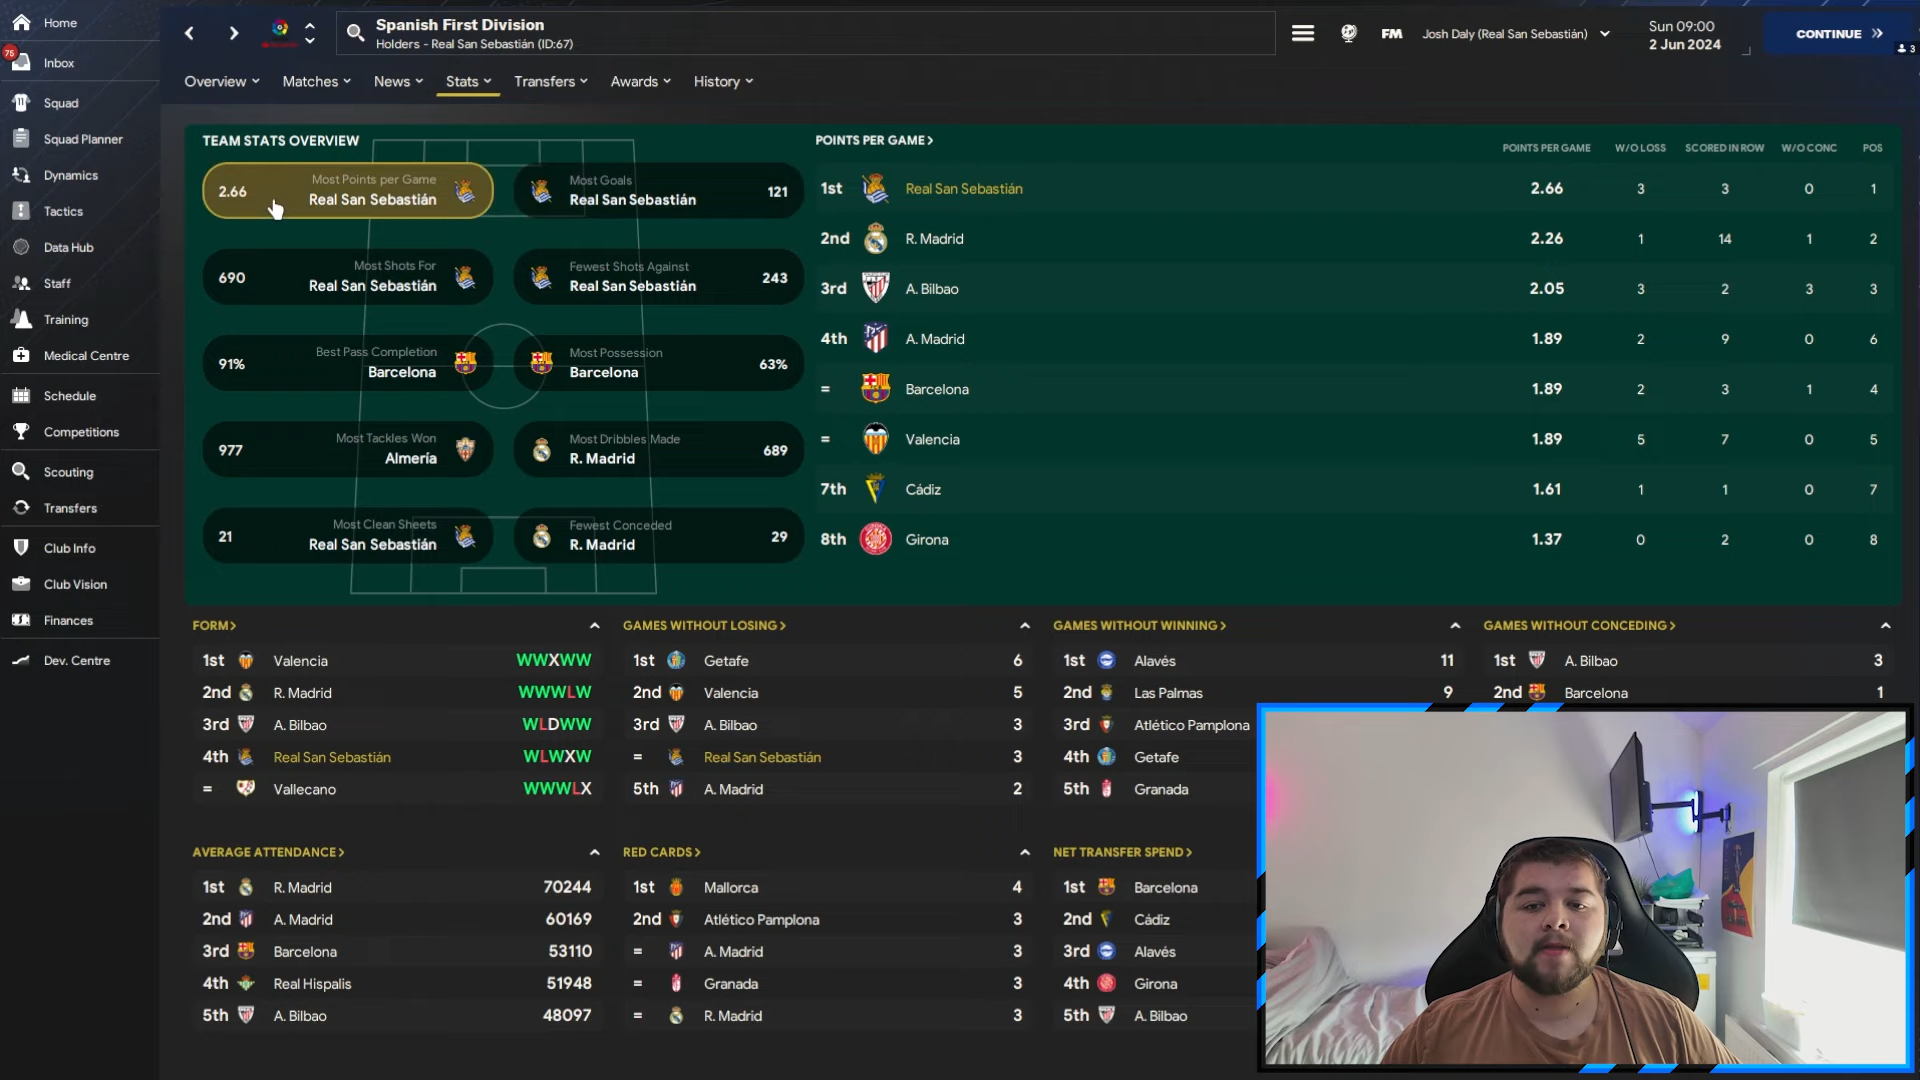 Home
75
Inbox
Squad
Squad Planner
Dynamics
Tactics
Data Hub
Staff
Training
Medical Centre
Schedule
Competitions
Scouting
Transfers
Club Info
Club Vision
Finances
Dev. Centre
Spanish First Division
Holders - Real San Sebastián (ID:67)
FM
Josh Daly (Real San Sebastián)
Sun 09:00
2 Jun 2024
CONTINUE
3
Overview Matches News Stats Transfers Awards History
TEAM STATS OVERVIEW
2.66 Most Points per Game Real San Sebastián
Most Goals Real San Sebastián 121
690 Most Shots For Real San Sebastián
Fewest Shots Against Real San Sebastián 243
91% Best Pass Completion Barcelona
Most Possession Barcelona 63%
977 Most Tackles Won Almería
Most Dribbles Made R. Madrid 689
21 Most Clean Sheets Real San Sebastián
Fewest Conceded R. Madrid 29
POINTS PER GAME> POINTS PER GAME W/O LOSS SCORED IN ROW W/O CONC POS
1st Real San Sebastián 2.66 3 3 0 1
2nd R. Madrid 2.26 1 14 1 2
3rd A. Bilbao 2.05 3 2 3 3
4th A. Madrid 1.89 2 9 0 6
= Barcelona 1.89 2 3 1 4
= Valencia 1.89 5 7 0 5
7th Cádiz 1.61 1 1 0 7
8th Girona 1.37 0 2 0 8
FORM>
1st Valencia WWXWW
2nd R. Madrid WWWLW
3rd A. Bilbao WLDWW
4th Real San Sebastián WLWXW
= Vallecano WWWLX
GAMES WITHOUT LOSING>
1st Getafe 6
2nd Valencia 5
3rd A. Bilbao 3
= Real San Sebastián 3
5th A. Madrid 2
GAMES WITHOUT WINNING>
1st Alavés 11
2nd Las Palmas 9
3rd Atlético Pamplona
4th Getafe
5th Granada
GAMES WITHOUT CONCEDING>
1st A. Bilbao 3
2nd Barcelona 1
AVERAGE ATTENDANCE>
1st R. Madrid 70244
2nd A. Madrid 60169
3rd Barcelona 53110
4th Real Hispalis 51948
5th A. Bilbao 48097
RED CARDS>
1st Mallorca 4
2nd Atlético Pamplona 3
= A. Madrid 3
= Granada 3
= R. Madrid 3
NET TRANSFER SPEND>
1st Barcelona
2nd Cádiz
3rd Alavés
4th Girona
5th A. Bilbao